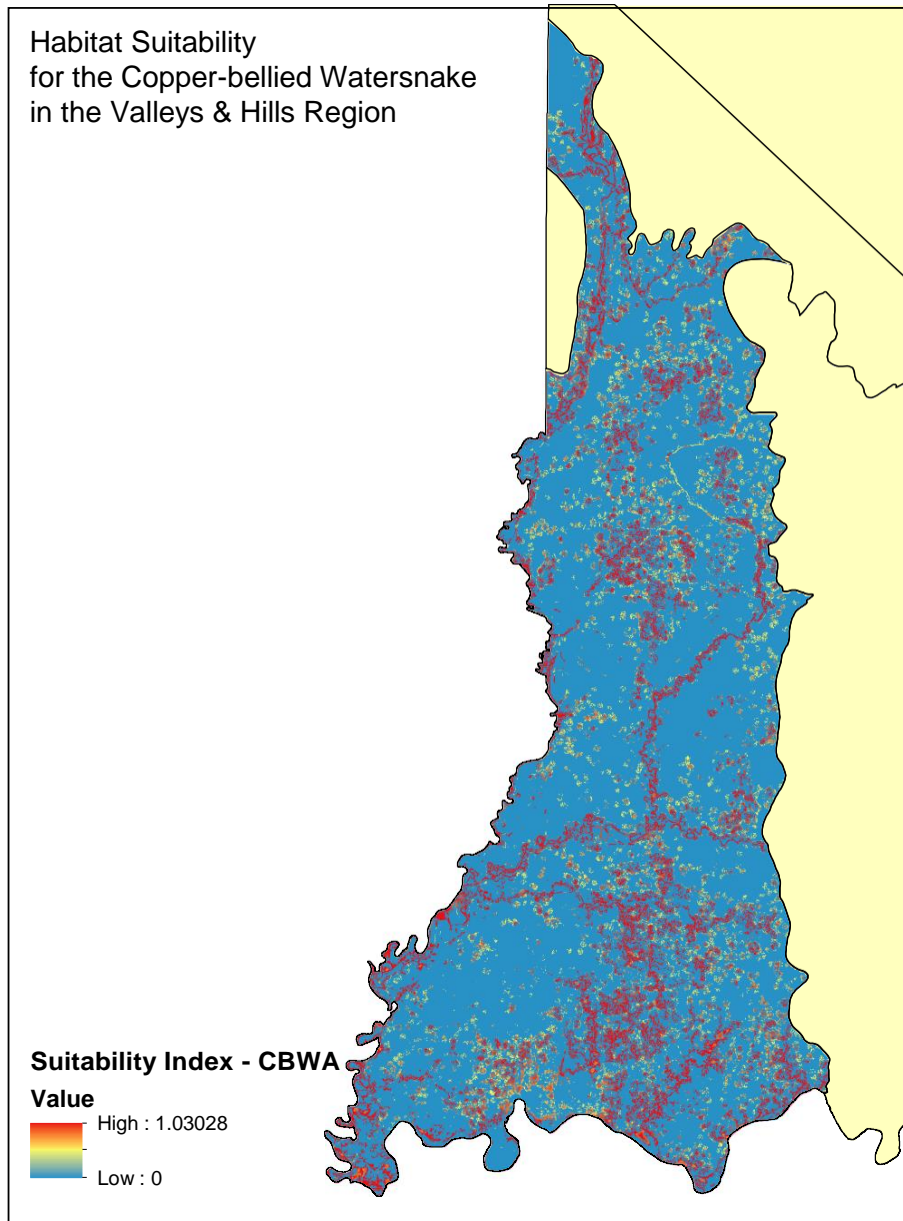 Habitat Suitability
for the Copper-bellied Watersnake
in the Valleys & Hills Region
Suitability Index - CBWA
Value
High : 1.03028
Low : 0